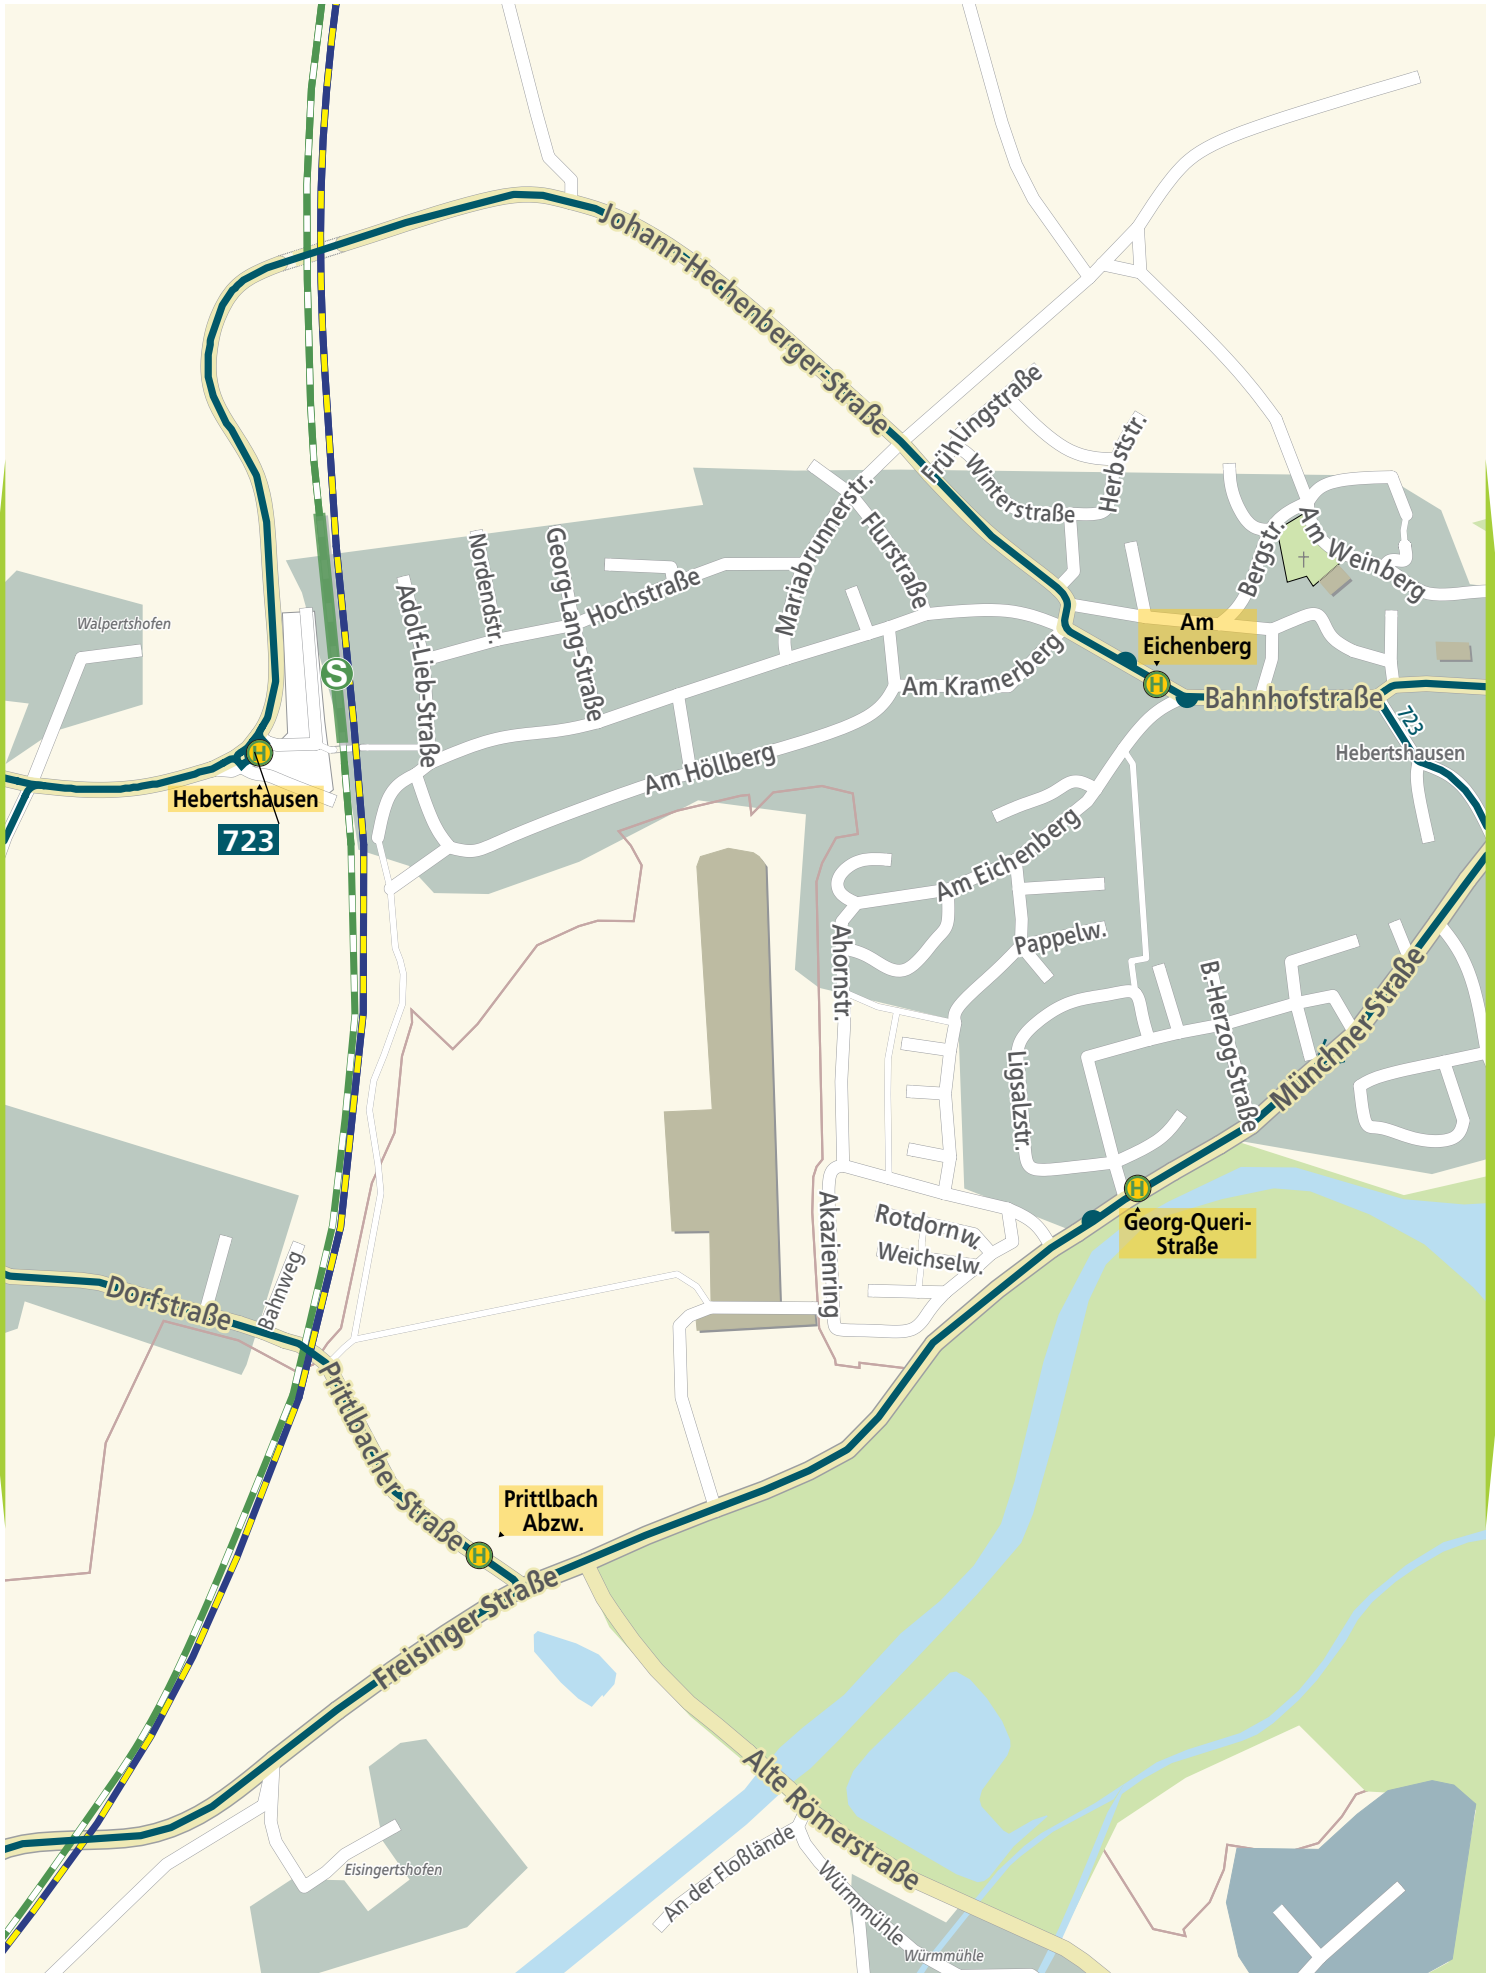 Johann-Hechenberger-Straße
Frühlingstraße
Herbststr.
Winterstraße
Mariabrunnerstr.
Flurstraße
Am Weinberg
Bergstr.
Nordendstr.
Georg-Lang-Straße
Hochstraße
Adolf-Lieb-Straße
Walpertshofen
Am
Eichenberg
Am Kramerberg
S
H
Bahnhofstraße
723
Hebertshausen
H
Hebertshausen
723
Am Höllberg
Am Eichenberg
Ahornstr.
Pappelw.
B.-Herzog-Straße
Münchner Straße
Ligsalzstr.
H
Georg-Queri-
Straße
Akazienring
Rotdornw.
Weichselw.
Bahnweg
Dorfstraße
Prittlbacher Straße
Prittlbach
Abzw.
H
Freisinger Straße
Alte Römerstraße
An der Floßlände
Würmmühle
Eisingertshofen
Würmmühle